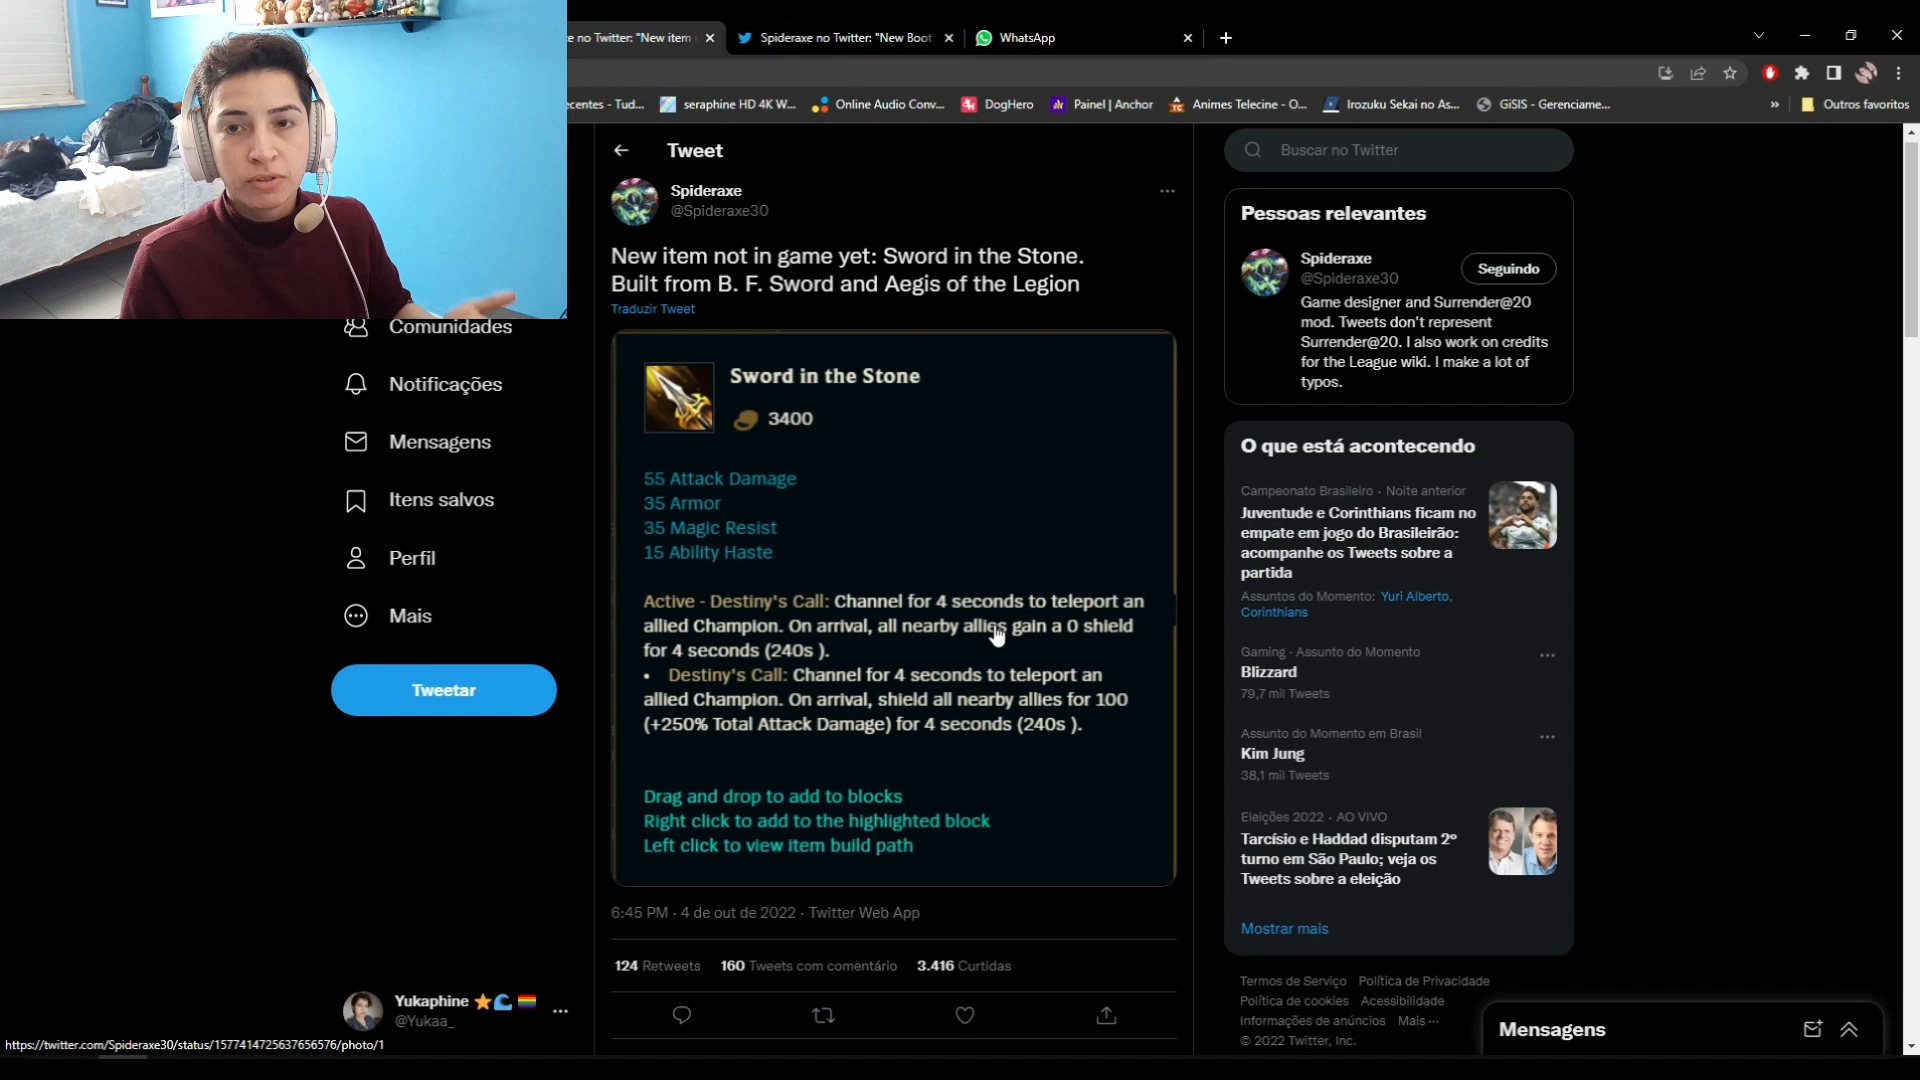 e no Twitter: "New item
Spideraxe no Twitter: "New Boot
WhatsApp
ecentes - Tud...
seraphine HD 4K W...
Online Audio Conv...
DogHero
Painel | Anchor
Animes Telecine - O...
Irozuku Sekai no As...
GiSIS - Gerenciame...
»
Outros favoritos
Tweet
Buscar no Twitter
Spideraxe
@Spideraxe30
New item not in game yet: Sword in the Stone.
Built from B. F. Sword and Aegis of the Legion
Traduzir Tweet
Sword in the Stone
3400
55 Attack Damage
35 Armor
35 Magic Resist
15 Ability Haste
Active - Destiny's Call: Channel for 4 seconds to teleport an
allied Champion. On arrival, all nearby allies gain a 0 shield
for 4 seconds (240s ).
• Destiny's Call: Channel for 4 seconds to teleport an
allied Champion. On arrival, shield all nearby allies for 100
(+250% Total Attack Damage) for 4 seconds (240s ).
Drag and drop to add to blocks
Right click to add to the highlighted block
Left click to view item build path
6:45 PM · 4 de out de 2022 · Twitter Web App
124 Retweets 160 Tweets com comentário 3.416 Curtidas
Comunidades
Notificações
Mensagens
Itens salvos
Perfil
Mais
Tweetar
Yukaphine
@Yukaa_
https://twitter.com/Spideraxe30/status/1577414725637656576/photo/1
Pessoas relevantes
Spideraxe
@Spideraxe30
Seguindo
Game designer and Surrender@20
mod. Tweets don't represent
Surrender@20. I also work on credits
for the League wiki. I make a lot of
typos.
O que está acontecendo
Campeonato Brasileiro · Noite anterior
Juventude e Corinthians ficam no
empate em jogo do Brasileirão:
acompanhe os Tweets sobre a
partida
Assuntos do Momento: Yuri Alberto,
Corinthians
Gaming · Assunto do Momento
Blizzard
79,7 mil Tweets
Assunto do Momento em Brasil
Kim Jung
38,1 mil Tweets
Eleições 2022 · AO VIVO
Tarcísio e Haddad disputam 2º
turno em São Paulo; veja os
Tweets sobre a eleição
Mostrar mais
Termos de Serviço Política de Privacidade
Política de cookies Acessibilidade
Informações de anúncios Mais ···
© 2022 Twitter, Inc.
Mensagens